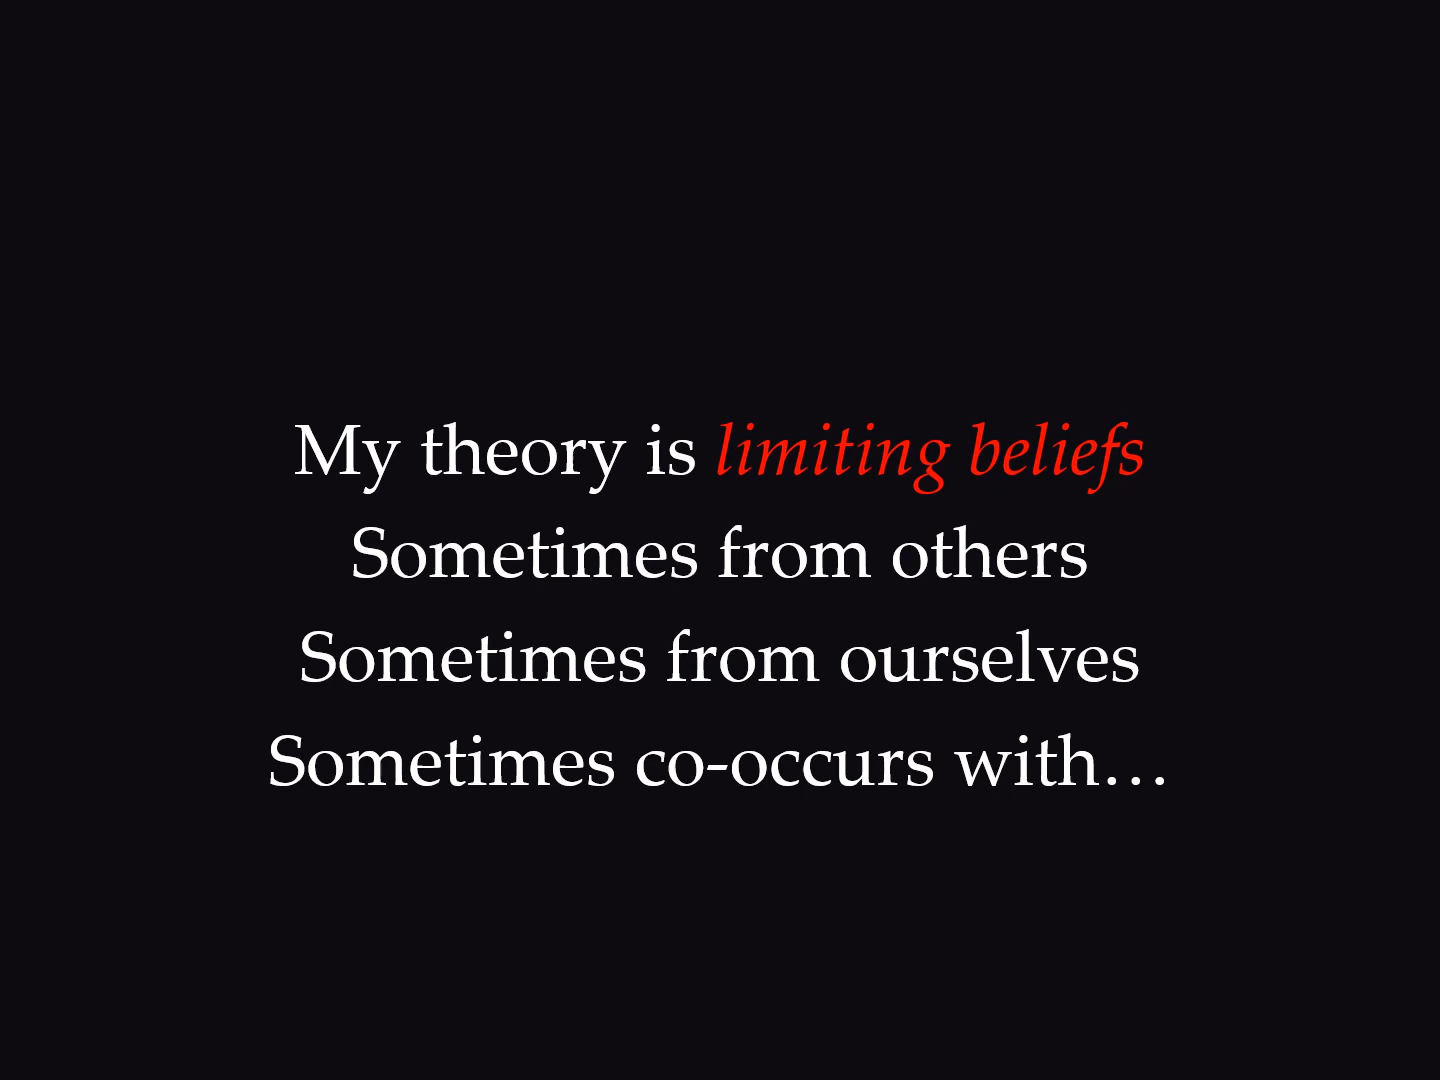 My theory is limiting beliefs
Sometimes from others
Sometimes from ourselves
Sometimes co-occurs with…